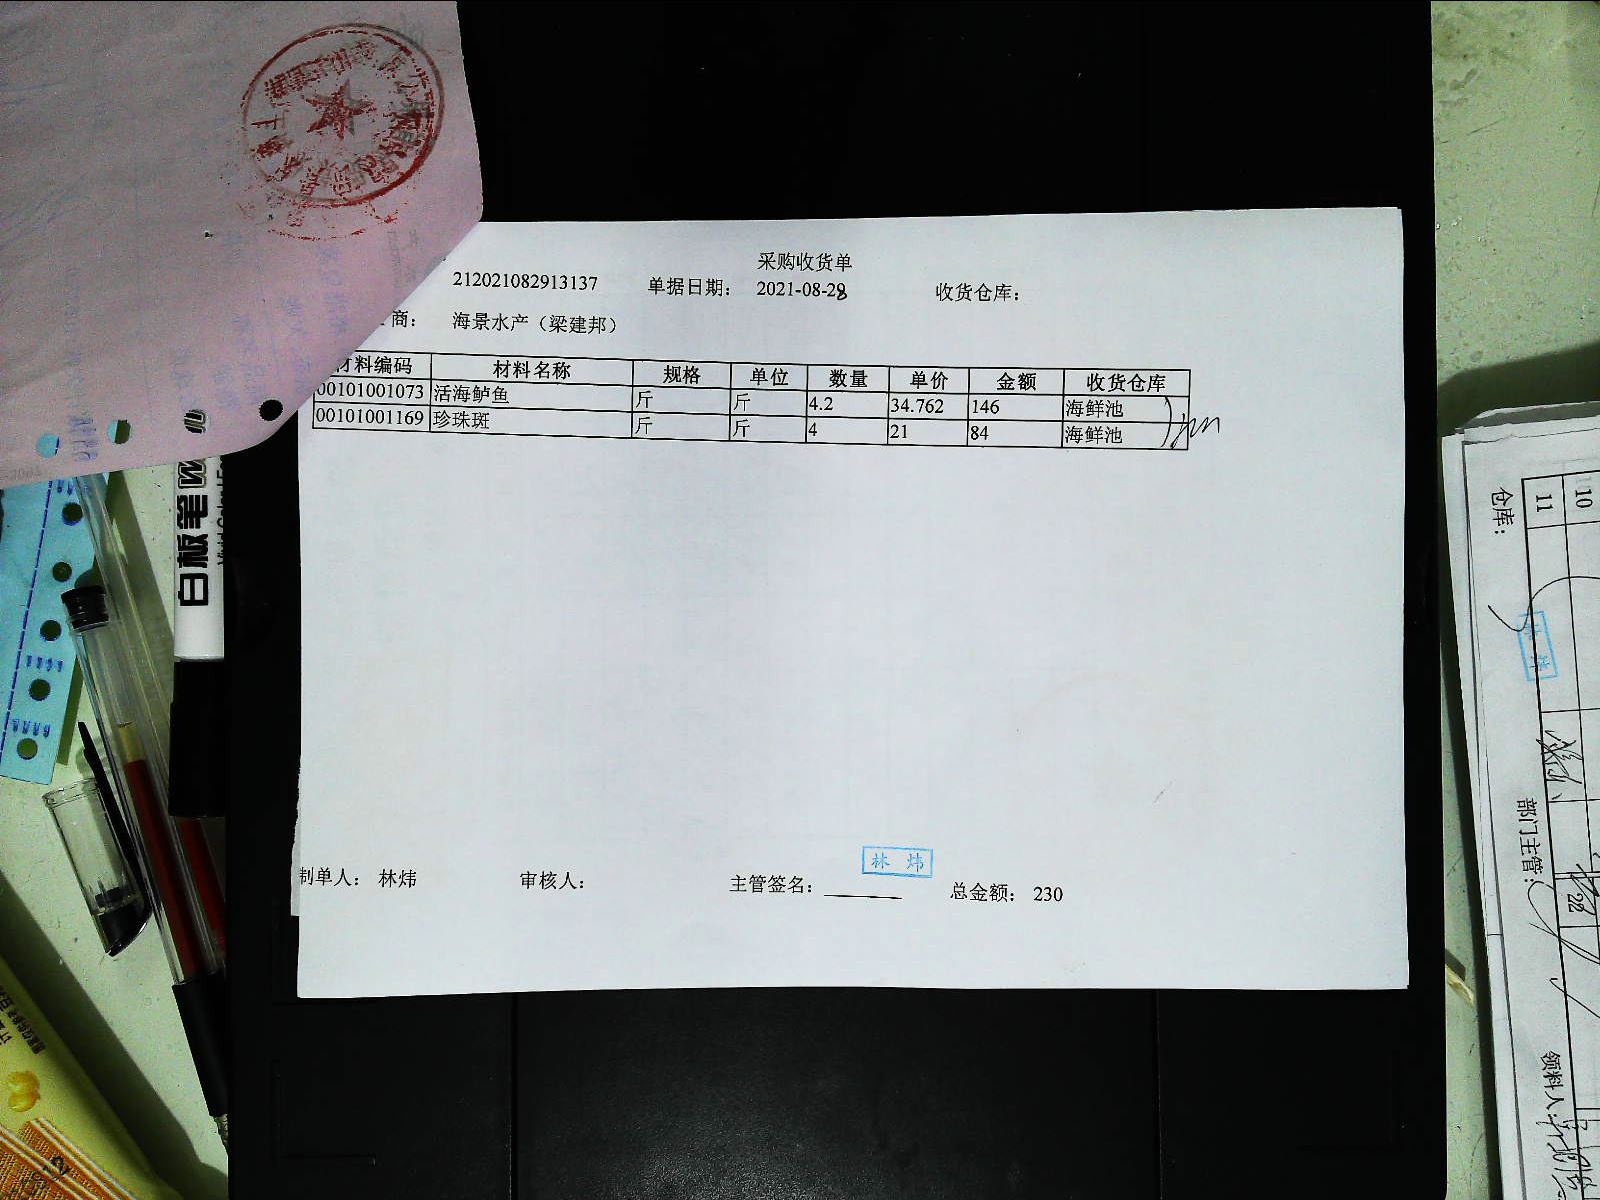 采购收货单
212021082913137 单据日期： 2021-08-28 收货仓库：
商： 海景水产（梁建邦）
材料编码 材料名称 规格 单位 数量 单价 金额 收货仓库
00101001073 活海鲈鱼 斤 斤 4.2 34.762 146 海鲜池
00101001169 珍珠斑 斤 斤 4 21 84 海鲜池
林 炜
制单人： 林炜 审核人： 主管签名： 总金额： 230
白板笔
仓库：
11
10
部门主管：
22
领料人：